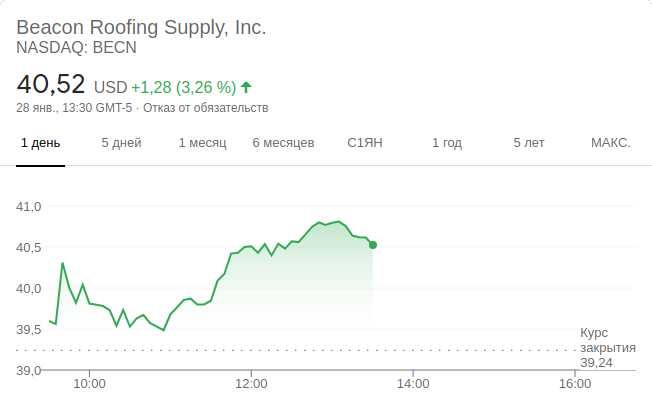 Beacon Roofing Supply, Inc.
NASDAQ: BECN
40,52 USD +1,28 (3,26 %)
28 янв., 13:30 GMT-5 · Отказ от обязательств
1 день 5 дней 1 месяц 6 месяцев С1ЯН 1 год 5 лет МАКС.
41,0
40,5
40,0
39,5
Курс
закрытия
39,24
39,0
10:00 12:00 14:00 16:00